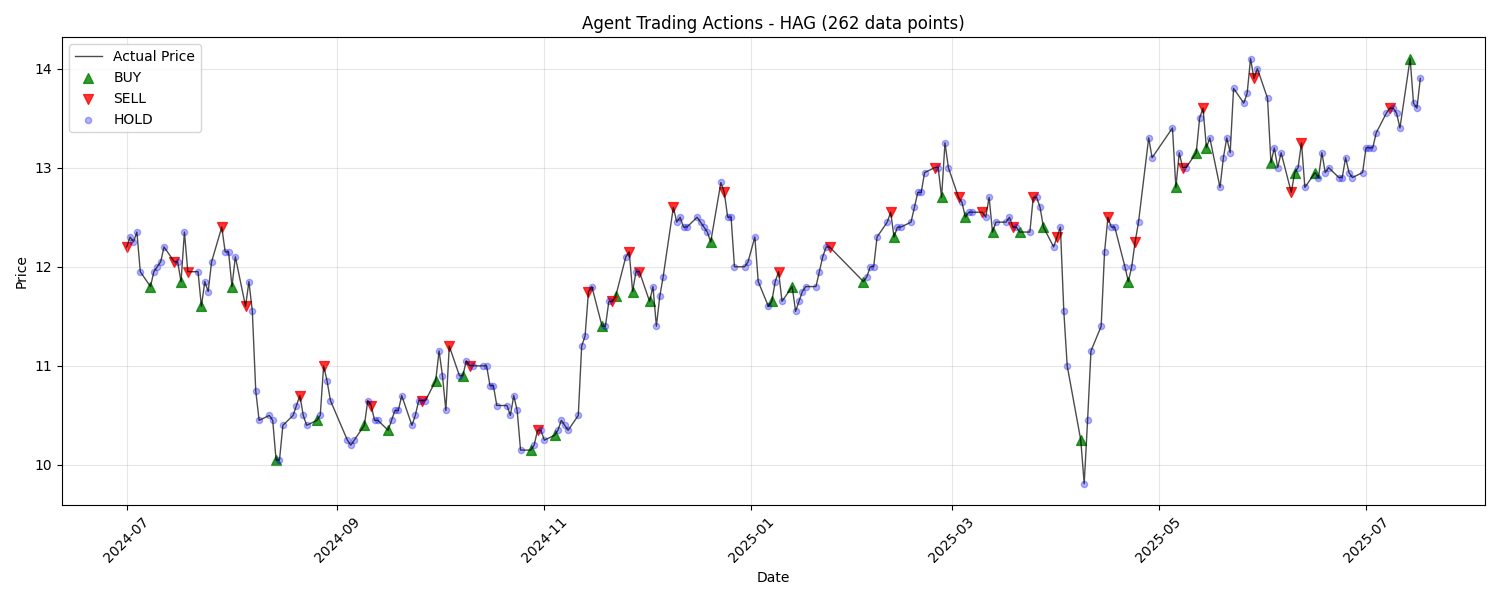 Agent Trading Actions - HAG (262 data points)
Actual Price
BUY
SELL
HOLD
Price
14
13
12
11
10
2024-07
2024-09
2024-11
2025-01
2025-03
2025-05
2025-07
Date